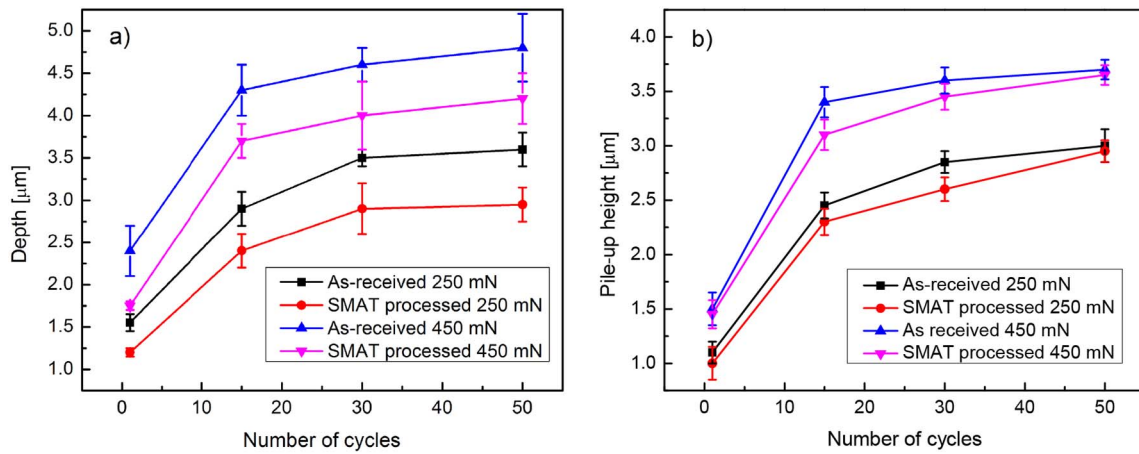 a)
5.0
4.5
4.0
3.5
3.0
2.5
2.0
1.5
1.0
Depth [μm]
0 10 20 30 40 50
Number of cycles
As-received 250 mN
SMAT processed 250 mN
As-received 450 mN
SMAT processed 450 mN
b)
4.0
3.5
3.0
2.5
2.0
1.5
1.0
Pile-up height [μm]
0 10 20 30 40 50
Number of cycles
As-received 250 mN
SMAT processed 250 mN
As received 450 mN
SMAT processed 450 mN